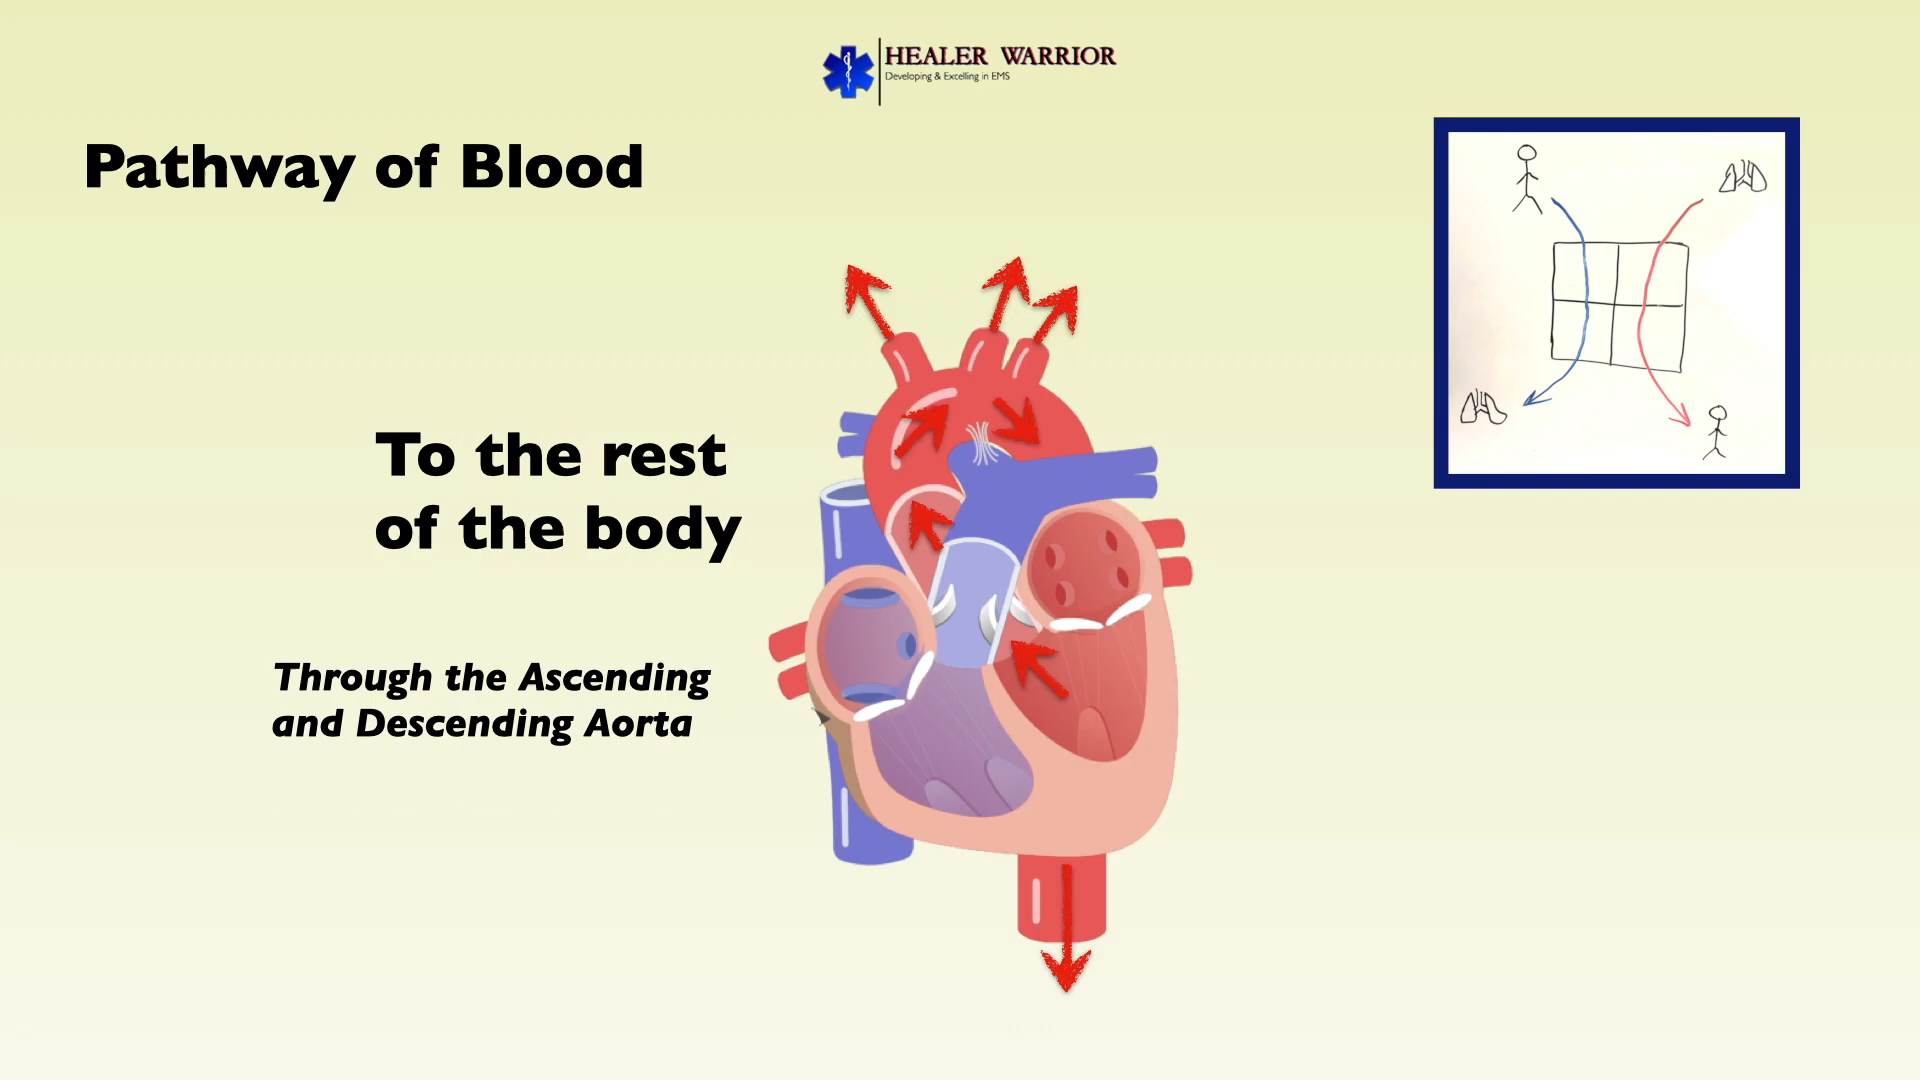 HEALER WARRIOR
Developing & Excelling in EMS
Pathway of Blood
To the rest
of the body
Through the Ascending
and Descending Aorta